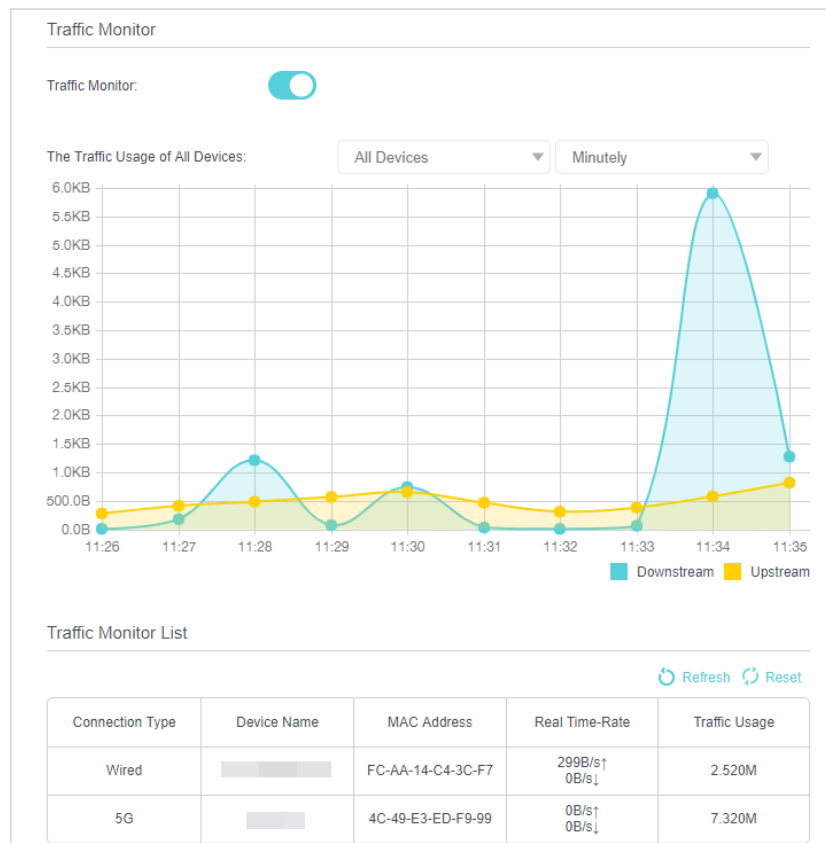 Traffic Monitor
Traffic Monitor:
The Traffic Usage of All Devices: All Devices Minutely
6.0KB
5.5KB
5.0KB
4.5KB
4.0KB
3.5KB
3.0KB
2.5KB
2.0KB
1.5KB
1.0KB
500.0B
0.0B
11:26 11:27 11:28 11:29 11:30 11:31 11:32 11:33 11:34 11:35
Downstream Upstream
Traffic Monitor List
Refresh Reset
Connection Type Device Name MAC Address Real Time-Rate Traffic Usage
Wired FC-AA-14-C4-3C-F7 299B/s↑ 2.520M
0B/s↓
5G 4C-49-E3-ED-F9-99 0B/s↑ 7.320M
0B/s↓